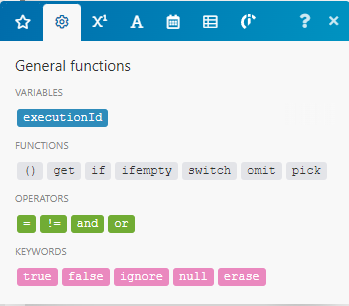 x¹ A ? ×
General functions
VARIABLES
executionId
FUNCTIONS
() get if ifempty switch omit pick
OPERATORS
= != and or
KEYWORDS
true false ignore null erase